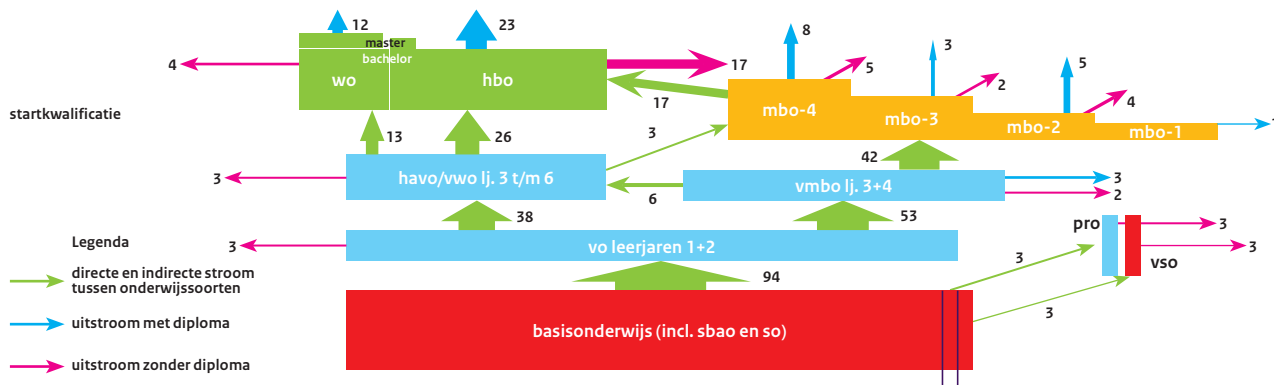 12
23
8
3
5
5
2
4
4
17
17
master
bachelor
wo
hbo
mbo-4
mbo-3
mbo-2
mbo-1
startkwalificatie
13
26
3
42
3
havo/vwo lj. 3 t/m 6
6
vmbo lj. 3+4
3
2
38
53
pro
3
Legenda
3
vo leerjaren 1+2
3
vso
3
directe en indirecte stroom
tussen onderwijssoorten
94
3
uitstroom met diploma
basisonderwijs (incl. sbao en so)
uitstroom zonder diploma